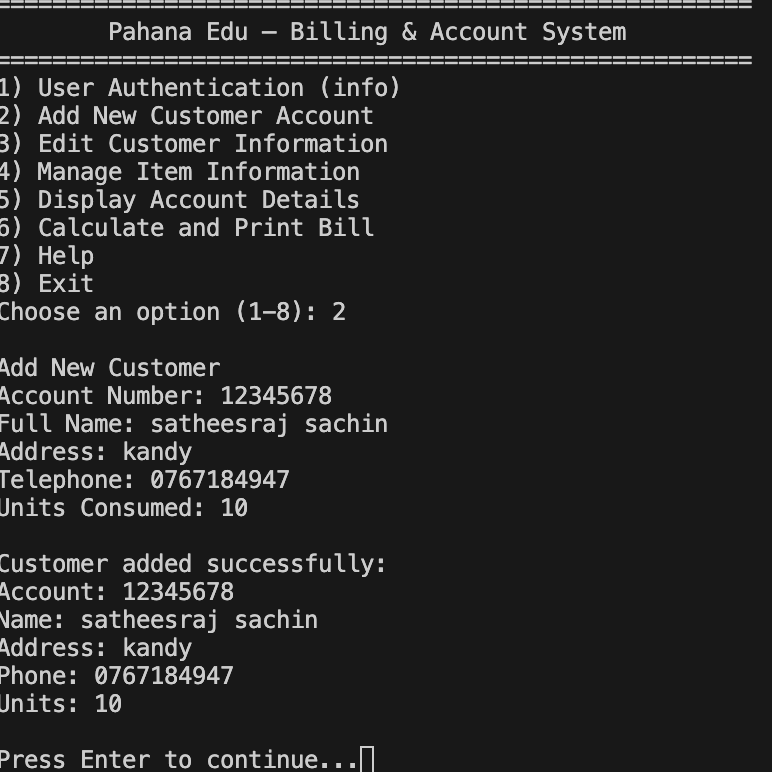 =====================================================
Pahana Edu – Billing & Account System
=====================================================
1) User Authentication (info)
2) Add New Customer Account
3) Edit Customer Information
4) Manage Item Information
5) Display Account Details
6) Calculate and Print Bill
7) Help
8) Exit
Choose an option (1–8): 2
Add New Customer
Account Number: 12345678
Full Name: satheesraj sachin
Address: kandy
Telephone: 0767184947
Units Consumed: 10
Customer added successfully:
Account: 12345678
Name: satheesraj sachin
Address: kandy
Phone: 0767184947
Units: 10
Press Enter to continue...